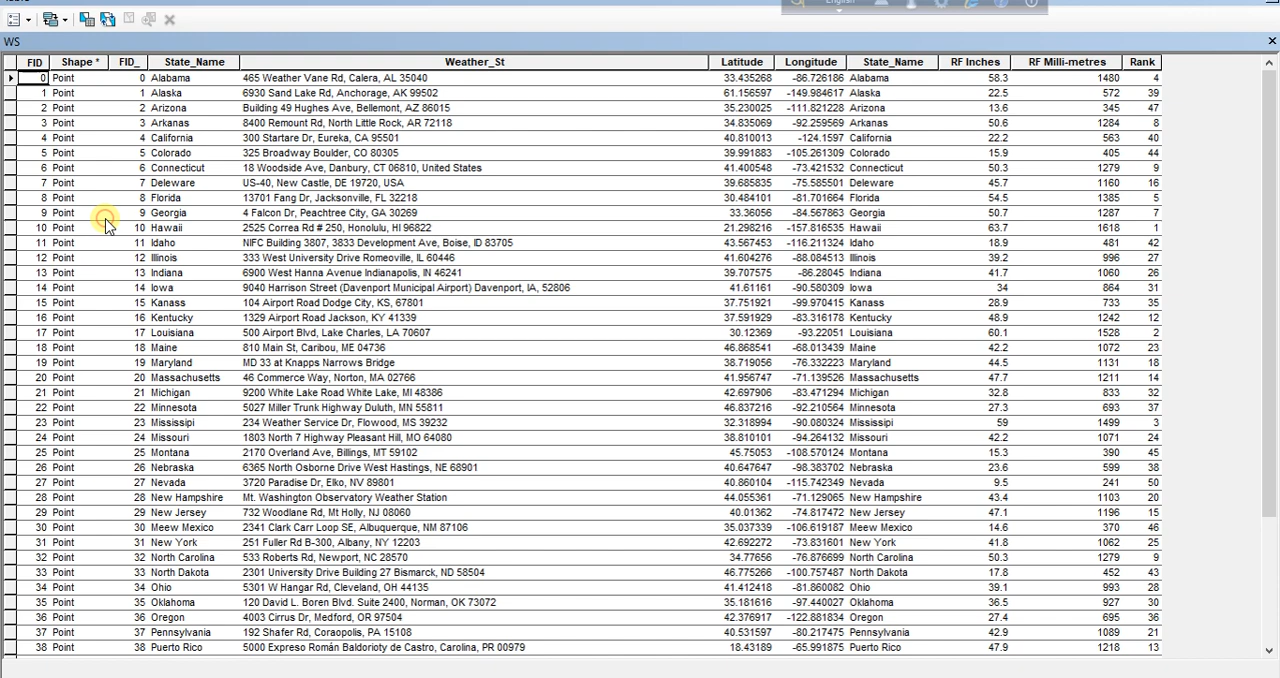 English
WS
FID Shape * FID_ State_Name Weather_St Latitude Longitude State_Name RF Inches RF Milli-metres Rank
0 Point 0 Alabama 465 Weather Vane Rd, Calera, AL 35040 33.435268 -86.726186 Alabama 58.3 1480 4
1 Point 1 Alaska 6930 Sand Lake Rd, Anchorage, AK 99502 61.156597 -149.984617 Alaska 22.5 572 39
2 Point 2 Arizona Building 49 Hughes Ave, Bellemont, AZ 86015 35.230025 -111.821228 Arizona 13.6 345 47
3 Point 3 Arkanas 8400 Remount Rd, North Little Rock, AR 72118 34.835069 -92.259569 Arkanas 50.6 1284 8
4 Point 4 California 300 Startare Dr, Eureka, CA 95501 40.810013 -124.1597 California 22.2 563 40
5 Point 5 Colorado 325 Broadway Boulder, CO 80305 39.991883 -105.261309 Colorado 15.9 405 44
6 Point 6 Connecticut 18 Woodside Ave, Danbury, CT 06810, United States 41.400548 -73.421532 Connecticut 50.3 1279 9
7 Point 7 Deleware US-40, New Castle, DE 19720, USA 39.685835 -75.585501 Deleware 45.7 1160 16
8 Point 8 Florida 13701 Fang Dr, Jacksonville, FL 32218 30.484101 -81.701664 Florida 54.5 1385 5
9 Point 9 Georgia 4 Falcon Dr, Peachtree City, GA 30269 33.36056 -84.567863 Georgia 50.7 1287 7
10 Point 10 Hawaii 2525 Correa Rd # 250, Honolulu, HI 96822 21.298216 -157.816535 Hawaii 63.7 1618 1
11 Point 11 Idaho NIFC Building 3807, 3833 Development Ave, Boise, ID 83705 43.567453 -116.211324 Idaho 18.9 481 42
12 Point 12 Illinois 333 West University Drive Romeoville, IL 60446 41.604276 -88.084513 Illinois 39.2 996 27
13 Point 13 Indiana 6900 West Hanna Avenue Indianapolis, IN 46241 39.707575 -86.28045 Indiana 41.7 1060 26
14 Point 14 Iowa 9040 Harrison Street (Davenport Municipal Airport) Davenport, IA, 52806 41.61161 -90.580309 Iowa 34 864 31
15 Point 15 Kanass 104 Airport Road Dodge City, KS, 67801 37.751921 -99.970415 Kanass 28.9 733 35
16 Point 16 Kentucky 1329 Airport Road Jackson, KY 41339 37.591929 -83.316178 Kentucky 48.9 1242 12
17 Point 17 Louisiana 500 Airport Blvd, Lake Charles, LA 70607 30.12369 -93.22051 Louisiana 60.1 1528 2
18 Point 18 Maine 810 Main St, Caribou, ME 04736 46.868541 -68.013439 Maine 42.2 1072 23
19 Point 19 Maryland MD 33 at Knapps Narrows Bridge 38.719056 -76.332223 Maryland 44.5 1131 18
20 Point 20 Massachusetts 46 Commerce Way, Norton, MA 02766 41.956747 -71.139526 Massachusetts 47.7 1211 14
21 Point 21 Michigan 9200 White Lake Road White Lake, MI 48386 42.697906 -83.471294 Michigan 32.8 833 32
22 Point 22 Minnesota 5027 Miller Trunk Highway Duluth, MN 55811 46.837216 -92.210564 Minnesota 27.3 693 37
23 Point 23 Mississipi 234 Weather Service Dr, Flowood, MS 39232 32.318994 -90.080324 Mississipi 59 1499 3
24 Point 24 Missouri 1803 North 7 Highway Pleasant Hill, MO 64080 38.810101 -94.264132 Missouri 42.2 1071 24
25 Point 25 Montana 2170 Overland Ave, Billings, MT 59102 45.75053 -108.570124 Montana 15.3 390 45
26 Point 26 Nebraska 6365 North Osborne Drive West Hastings, NE 68901 40.647647 -98.383702 Nebraska 23.6 599 38
27 Point 27 Nevada 3720 Paradise Dr, Elko, NV 89801 40.860104 -115.742349 Nevada 9.5 241 50
28 Point 28 New Hampshire Mt. Washington Observatory Weather Station 44.055361 -71.129065 New Hampshire 43.4 1103 20
29 Point 29 New Jersey 732 Woodlane Rd, Mt Holly, NJ 08060 40.01362 -74.817472 New Jersey 47.1 1196 15
30 Point 30 Meew Mexico 2341 Clark Carr Loop SE, Albuquerque, NM 87106 35.037339 -106.619187 Meew Mexico 14.6 370 46
31 Point 31 New York 251 Fuller Rd B-300, Albany, NY 12203 42.692272 -73.831601 New York 41.8 1062 25
32 Point 32 North Carolina 533 Roberts Rd, Newport, NC 28570 34.77656 -76.876699 North Carolina 50.3 1279 9
33 Point 33 North Dakota 2301 University Drive Building 27 Bismarck, ND 58504 46.775266 -100.757487 North Dakota 17.8 452 43
34 Point 34 Ohio 5301 W Hangar Rd, Cleveland, OH 44135 41.412418 -81.860082 Ohio 39.1 993 28
35 Point 35 Oklahoma 120 David L. Boren Blvd. Suite 2400, Norman, OK 73072 35.181616 -97.440027 Oklahoma 36.5 927 30
36 Point 36 Oregon 4003 Cirrus Dr, Medford, OR 97504 42.376917 -122.881834 Oregon 27.4 695 36
37 Point 37 Pennsylvania 192 Shafer Rd, Coraopolis, PA 15108 40.531597 -80.217475 Pennsylvania 42.9 1089 21
38 Point 38 Puerto Rico 5000 Expreso Román Baldorioty de Castro, Carolina, PR 00979 18.43189 -65.991875 Puerto Rico 47.9 1218 13